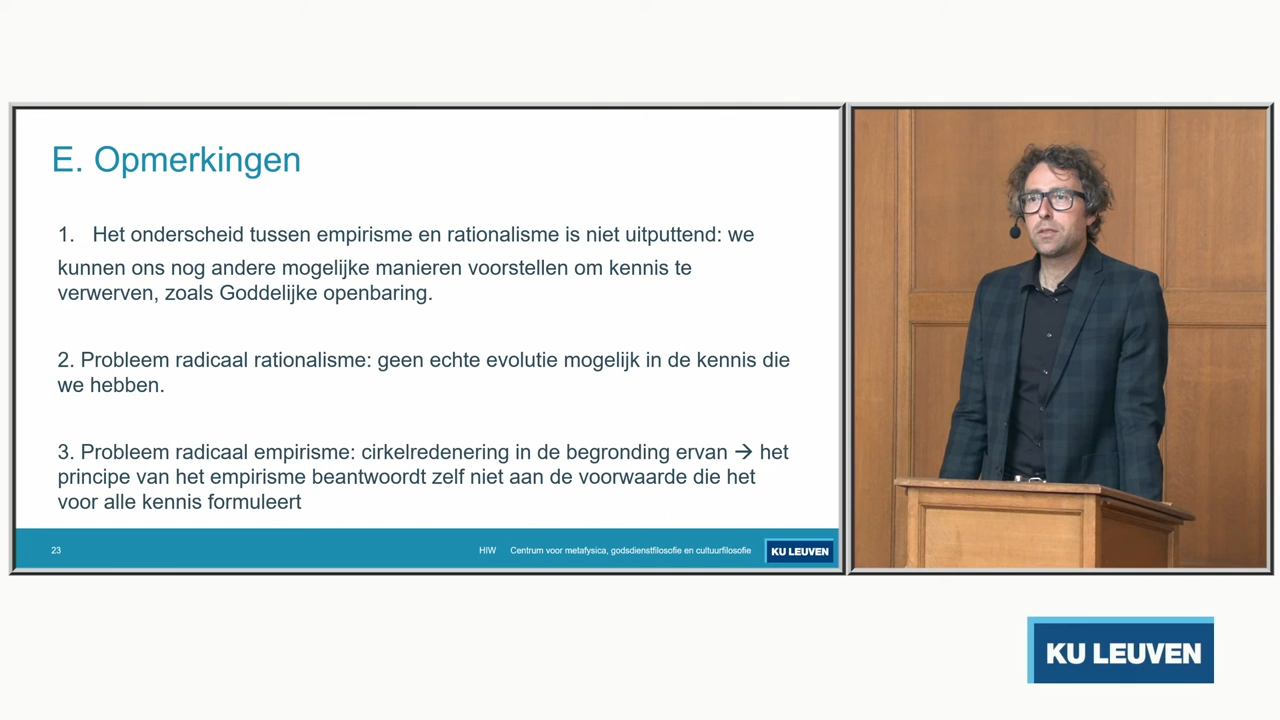 E. Opmerkingen
1. Het onderscheid tussen empirisme en rationalisme is niet uitputtend: we
kunnen ons nog andere mogelijke manieren voorstellen om kennis te
verwerven, zoals Goddelijke openbaring.
2. Probleem radicaal rationalisme: geen echte evolutie mogelijk in de kennis die
we hebben.
3. Probleem radicaal empirisme: cirkelredenering in de begronding ervan → het
principe van het empirisme beantwoordt zelf niet aan de voorwaarde die het
voor alle kennis formuleert
23 HIW Centrum voor metafysica, godsdienstfilosofie en cultuurfilosofie KU LEUVEN
KU LEUVEN